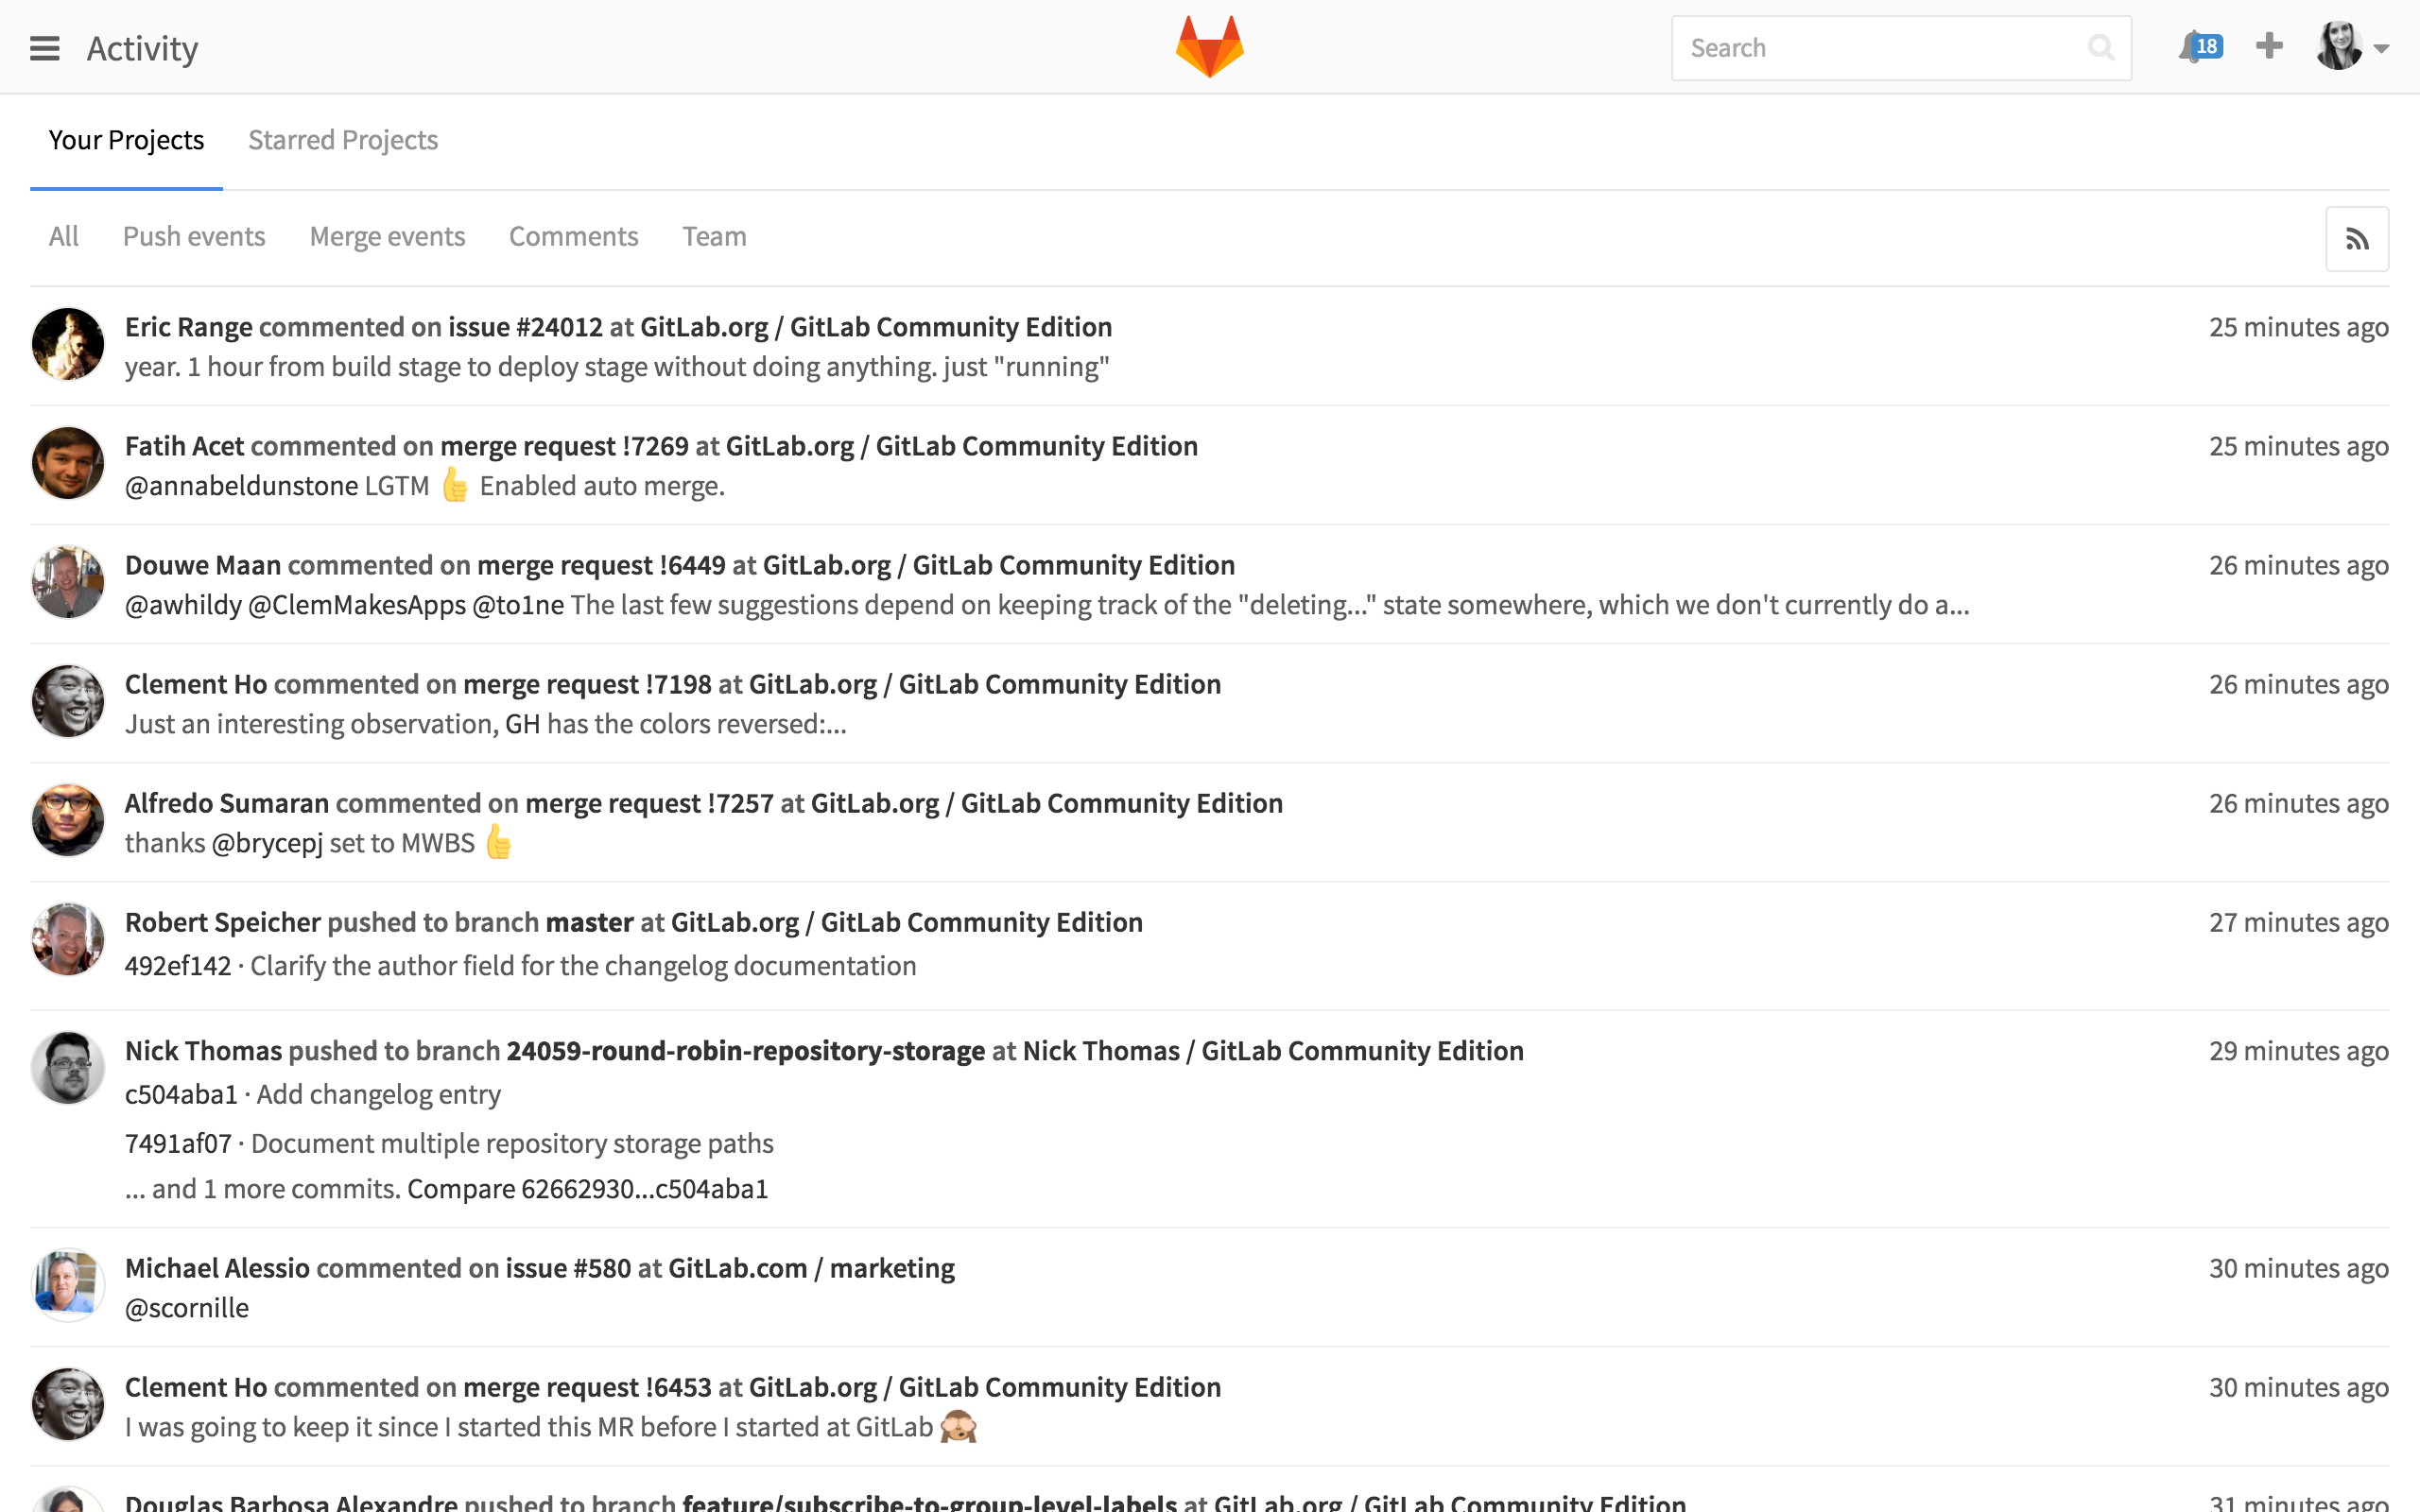 Activity
Search
18
Your Projects Starred Projects
All Push events Merge events Comments Team
Eric Range commented on issue #24012 at GitLab.org / GitLab Community Edition 25 minutes ago
year. 1 hour from build stage to deploy stage without doing anything. just "running"
Fatih Acet commented on merge request !7269 at GitLab.org / GitLab Community Edition 25 minutes ago
@annabeldunstone LGTM 👍 Enabled auto merge.
Douwe Maan commented on merge request !6449 at GitLab.org / GitLab Community Edition 26 minutes ago
@awhildy @ClemMakesApps @to1ne The last few suggestions depend on keeping track of the "deleting..." state somewhere, which we don't currently do a...
Clement Ho commented on merge request !7198 at GitLab.org / GitLab Community Edition 26 minutes ago
Just an interesting observation, GH has the colors reversed:...
Alfredo Sumaran commented on merge request !7257 at GitLab.org / GitLab Community Edition 26 minutes ago
thanks @brycepj set to MWBS 👍
Robert Speicher pushed to branch master at GitLab.org / GitLab Community Edition 27 minutes ago
492ef142 · Clarify the author field for the changelog documentation
Nick Thomas pushed to branch 24059-round-robin-repository-storage at Nick Thomas / GitLab Community Edition 29 minutes ago
c504aba1 · Add changelog entry
7491af07 · Document multiple repository storage paths
... and 1 more commits. Compare 62662930...c504aba1
Michael Alessio commented on issue #580 at GitLab.com / marketing 30 minutes ago
@scornille
Clement Ho commented on merge request !6453 at GitLab.org / GitLab Community Edition 30 minutes ago
I was going to keep it since I started this MR before I started at GitLab 🙈
Douglas Barbosa Alexandre pushed to branch feature/subscribe-to-group-level-labels at GitLab.org / GitLab Community Edition 31 minutes ago